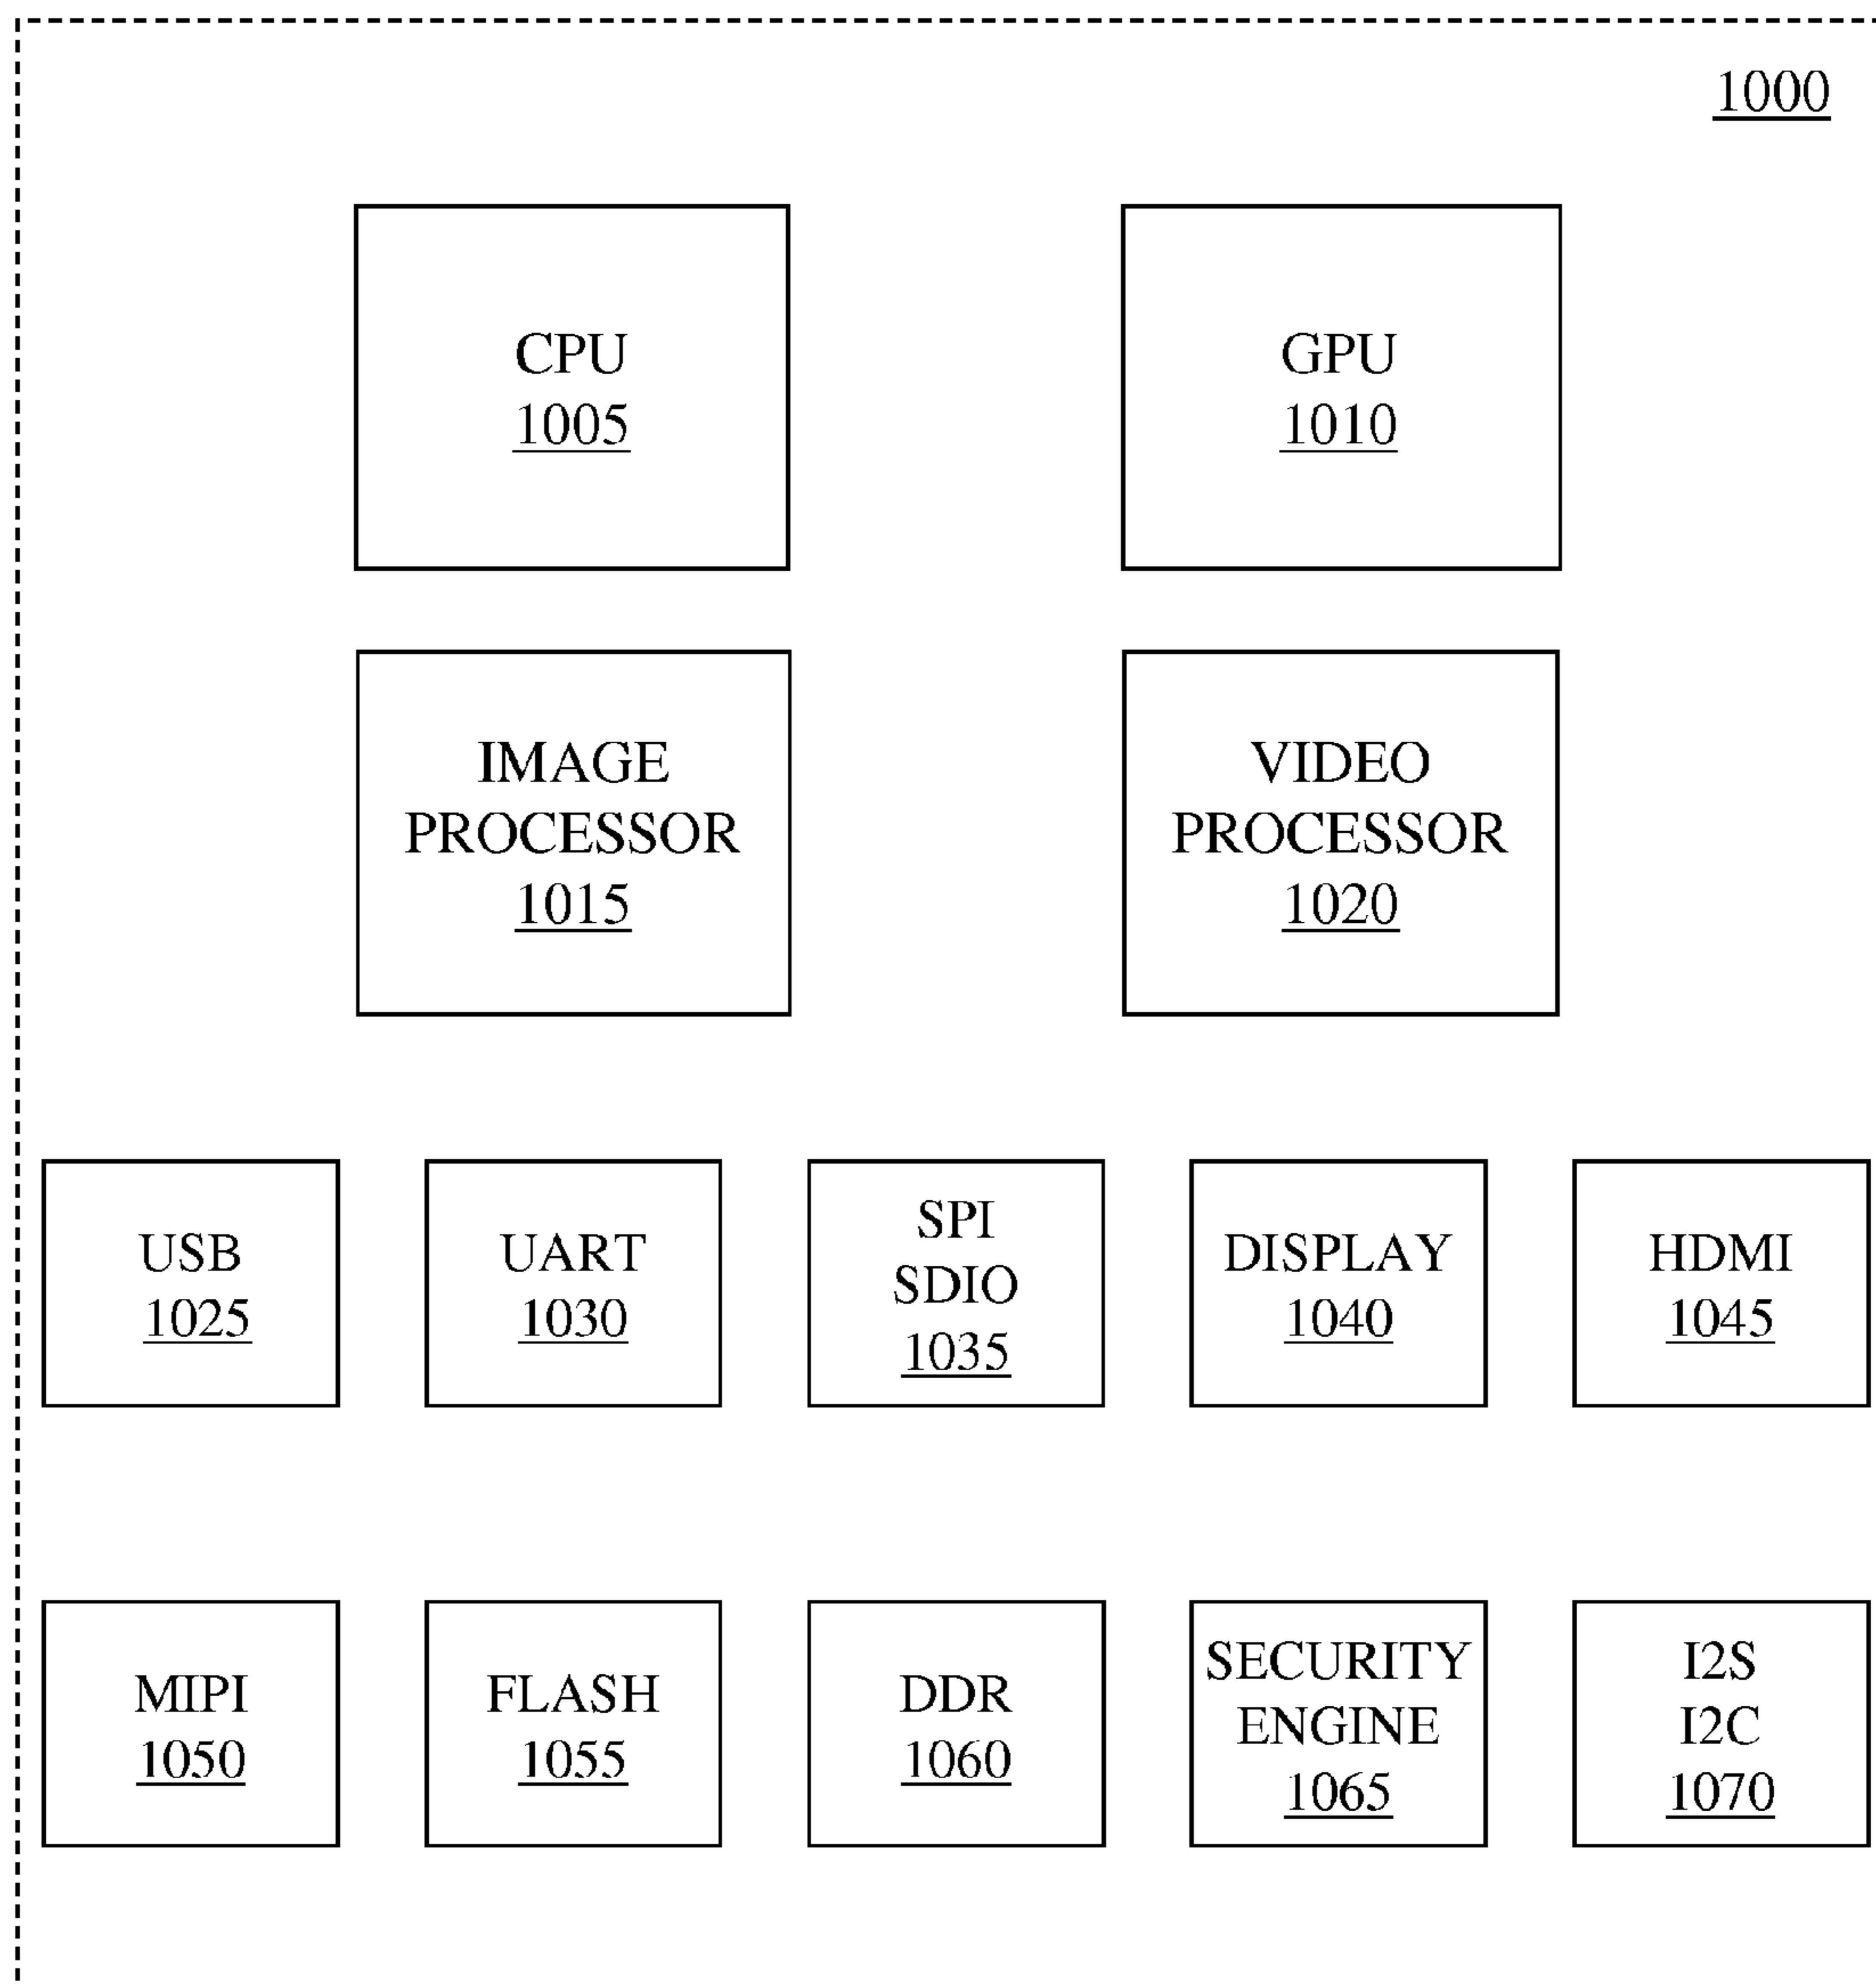 1000
CPU
1005
GPU
1010
IMAGE
PROCESSOR
1015
VIDEO
PROCESSOR
1020
USB
1025
UART
1030
SPI
SDIO
1035
DISPLAY
1040
HDMI
1045
MIPI
1050
FLASH
1055
DDR
1060
SECURITY
ENGINE
1065
I2S
I2C
1070